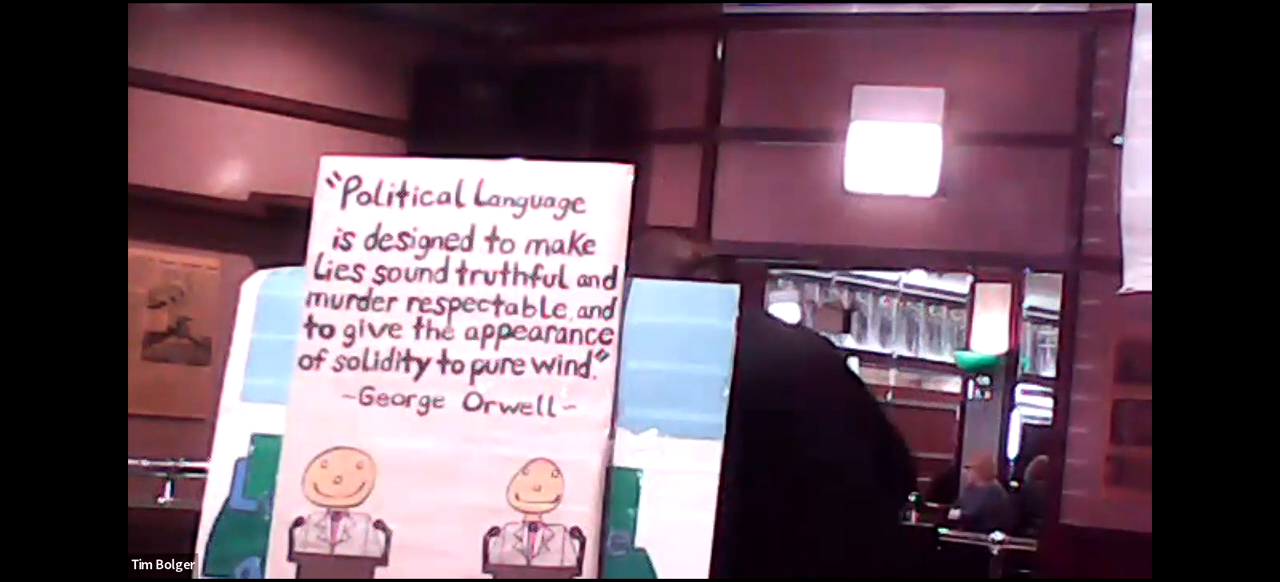 "Political Language
is designed to make
Lies sound truthful and
murder respectable, and
to give the appearance
of solidity to pure wind."
-George Orwell-
Tim Bolger